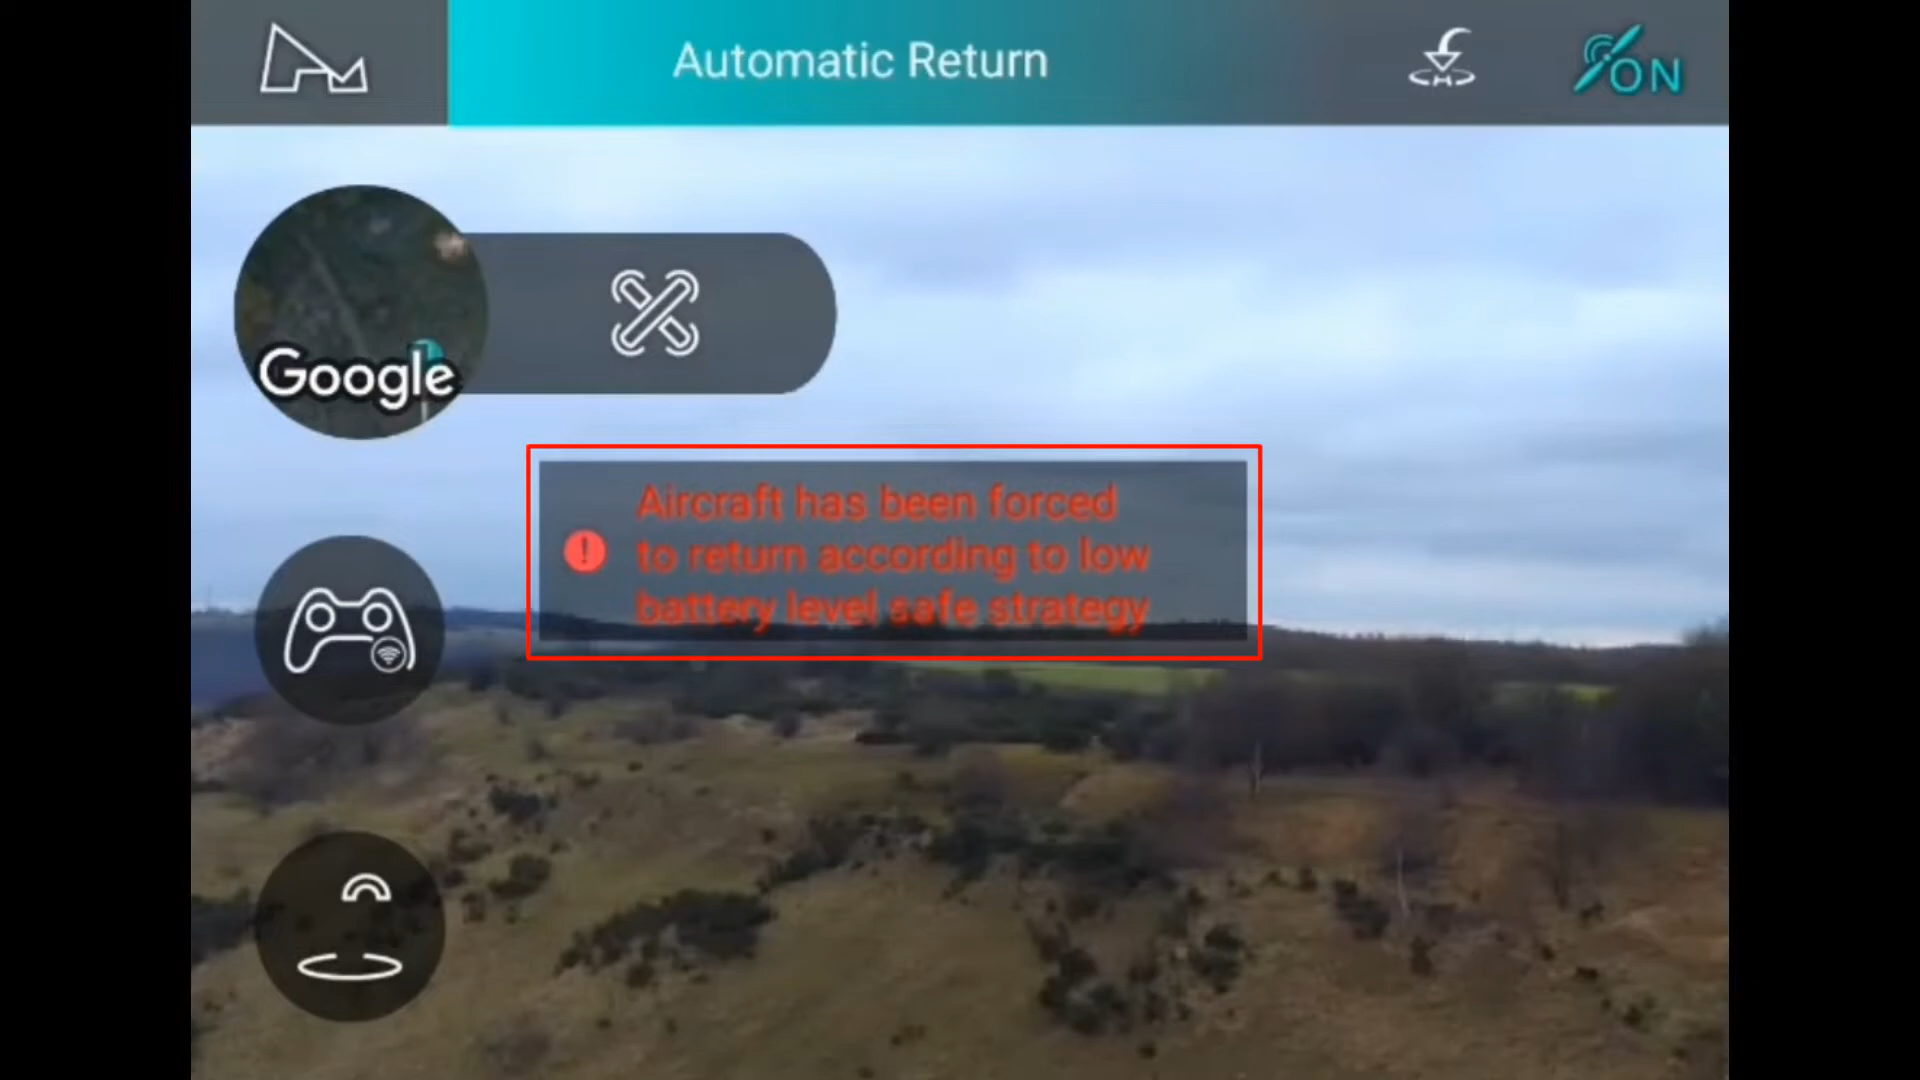 Automatic Return
ON
Google
Aircraft has been forced
to return according to low
battery level safe strategy